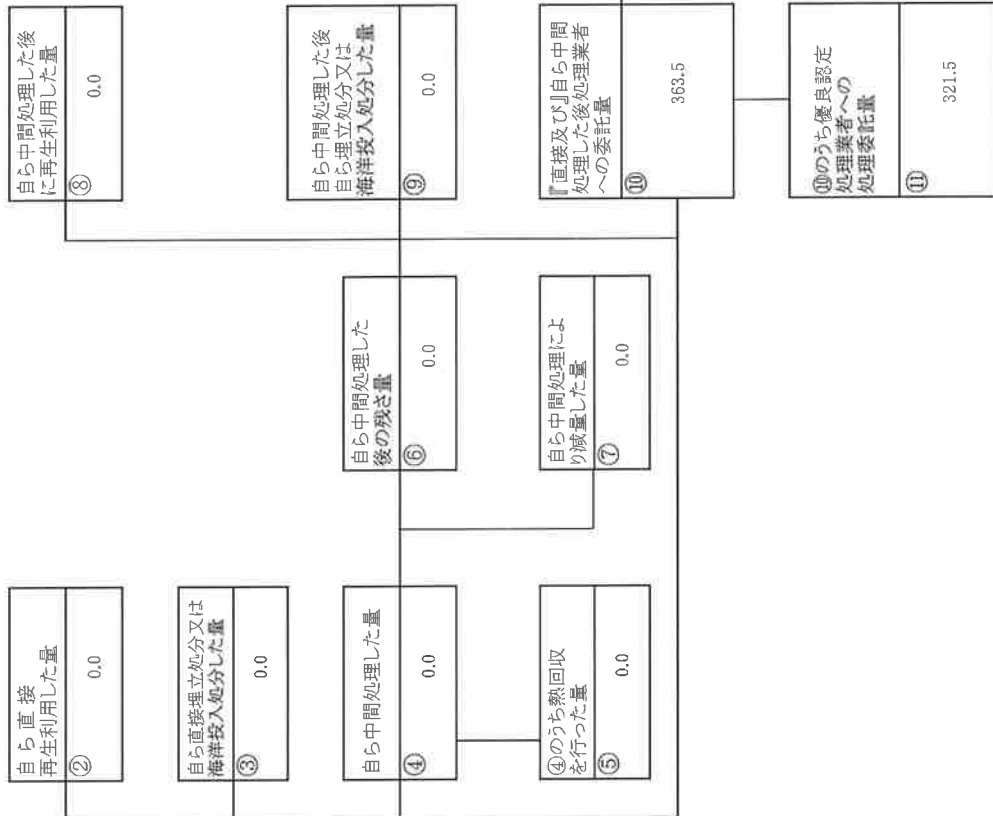 自ら直接
再生利用した量
②
0.0
自ら直接埋立処分又は
海洋投入処分した量
③
0.0
自ら中間処理した量
④
0.0
④のうち熱回収
を行った量
⑤
0.0
自ら中間処理した
後の残さ量
⑥
0.0
自ら中間処理によ
り減量した量
⑦
0.0
自ら中間処理した後
に再生利用した量
⑧
0.0
自ら中間処理した後
自ら埋立処分又は
海洋投入処分した量
⑨
0.0
『直接及び』自ら中間
処理した後処理業者
への委託量
⑩
363.5
⑩のうち優良認定
処理業者への
処理委託量
⑪
321.5